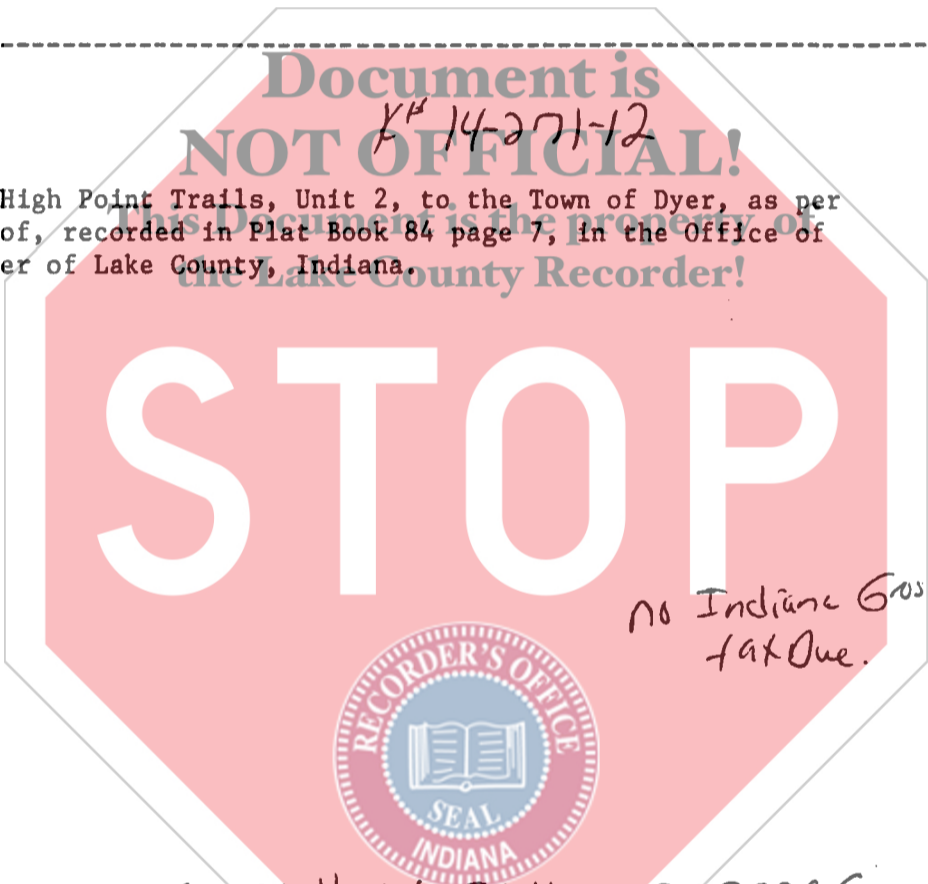 Document is
14-271-12
NOT OFFICIAL!
High Point Trails, Unit 2, to the Town of Dyer, as per
This Document is the property of
of, recorded in Plat Book 84 page 7, in the Office of
er of Lake County, Indiana.
the Lake County Recorder!
STOP
no Indiana Gros
tax Due.
RECORDER'S OFFICE
SEAL
INDIANA